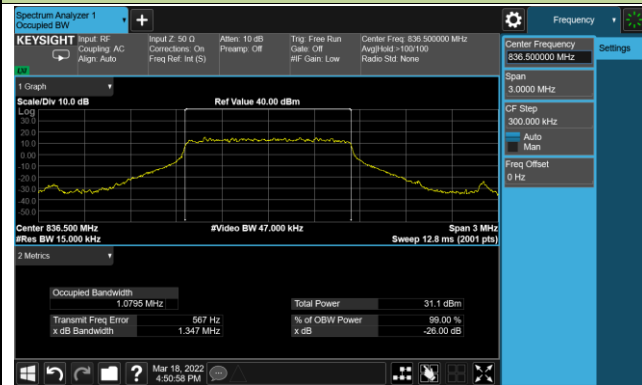 Spectrum Analyzer 1
Occupied BW
Frequency
KEYSIGHT
Input: RF
Coupling: AC
Align: Auto
Input Z: 50 Ω
Corrections: On
Freq Ref: Int (S)
Atten: 10 dB
Preamp: Off
Trig: Free Run
Gate: Off
#IF Gain: Low
Center Freq: 836.500000 MHz
Avg|Hold:>100/100
Radio Std: None
Center Frequency
836.500000 MHz
Settings
Span
3.0000 MHz
CF Step
300.000 kHz
Auto
Man
Freq Offset
0 Hz
1 Graph
Scale/Div 10.0 dB
Ref Value 40.00 dBm
Log
30.0
20.0
10.0
0.00
-10.0
-20.0
-30.0
-40.0
-50.0
Center 836.500 MHz
#Video BW 47.000 kHz
Span 3 MHz
#Res BW 15.000 kHz
Sweep 12.8 ms (2001 pts)
2 Metrics
Occupied Bandwidth
1.0795 MHz
Total Power
31.1 dBm
Transmit Freq Error
567 Hz
% of OBW Power
99.00 %
x dB Bandwidth
1.347 MHz
x dB
-26.00 dB
?
Mar 18, 2022
4:50:58 PM